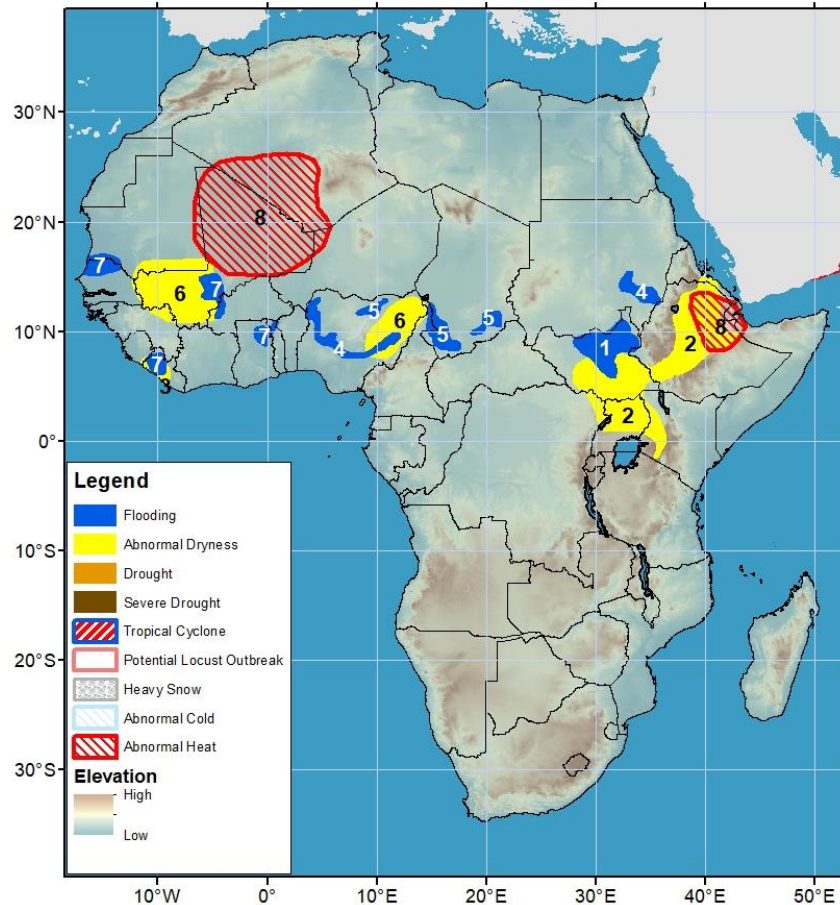 30°N
20°N
10°N
0°
10°S
20°S
30°S
8
7
6
7
7
5
6
4
5
5
4
8
1
2
2
7
3
Legend
Flooding
Abnormal Dryness
Drought
Severe Drought
Tropical Cyclone
Potential Locust Outbreak
Heavy Snow
Abnormal Cold
Abnormal Heat
Elevation
High
Low
10°W
0°
10°E
20°E
30°E
40°E
50°E